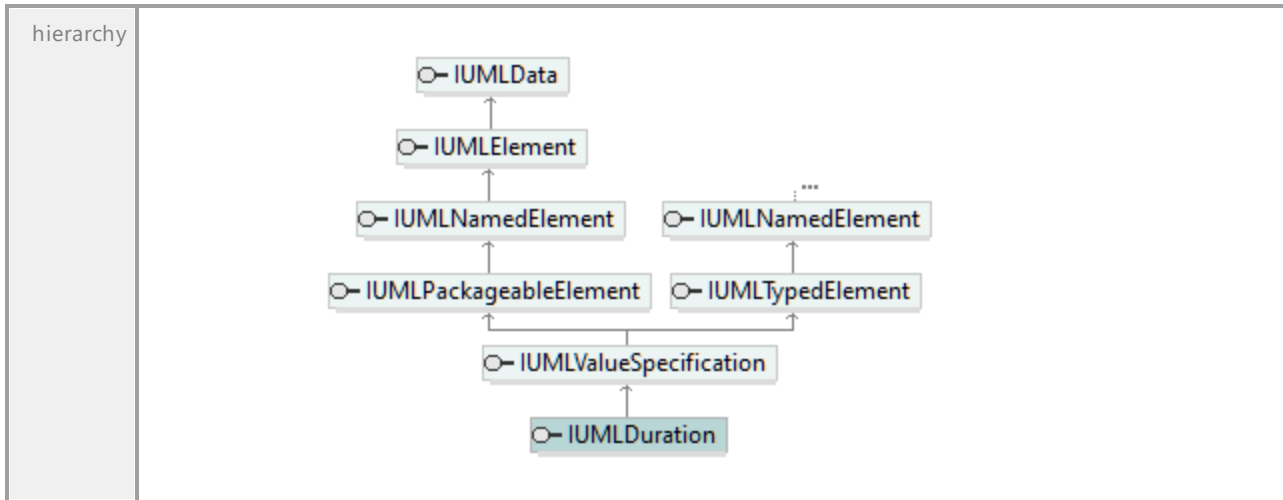 hierarchy
IUMLData
IUMLElement
...
IUMLNamedElement IUMLNamedElement
IUMLPackageableElement IUMLTypedElement
IUMLValueSpecification
IUMLDuration